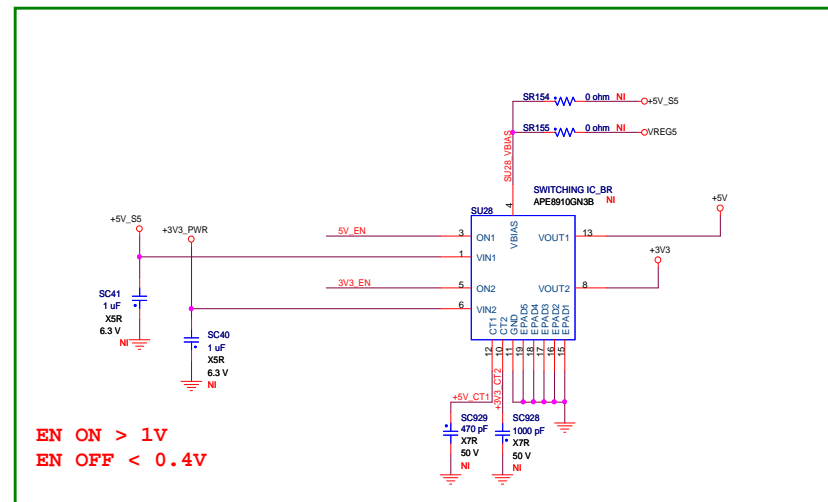 SR154 0 ohm NI +5V_S5
SR155 0 ohm NI VREG5
SU28_VBIAS
SWITCHING IC_BR
APE8910GN3B NI
SU28
4
VBIAS
+5V_S5
+3V3_PWR
+5V
+3V3
5V_EN 3 ON1 VOUT1 13
1 VIN1
3V3_EN 5 ON2 VOUT2 8
6 VIN2
CT1 CT2 GND EPAD5 EPAD4 EPAD3 EPAD2 EPAD1
12 10 11 19 18 17 16 15
SC41
1 uF
X5R
6.3 V
NI
SC40
1 uF
X5R
6.3 V
NI
+5V_CT1
+3V3_CT2
SC929
470 pF
X7R
50 V
NI
SC928
1000 pF
X7R
50 V
NI
EN ON > 1V
EN OFF < 0.4V